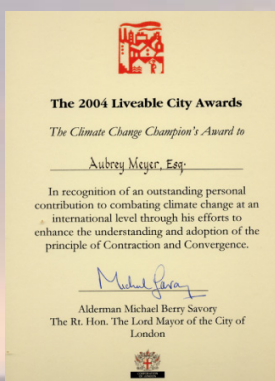 The 2004 Liveable City Awards
The Climate Change Champion's Award to
Aubrey Meyer, Esq.
In recognition of an outstanding personal
contribution to combating climate change at an
international level through his efforts to
enhance the understanding and adoption of the
principle of Contraction and Convergence.
Alderman Michael Berry Savory
The Rt. Hon. The Lord Mayor of the City of
London